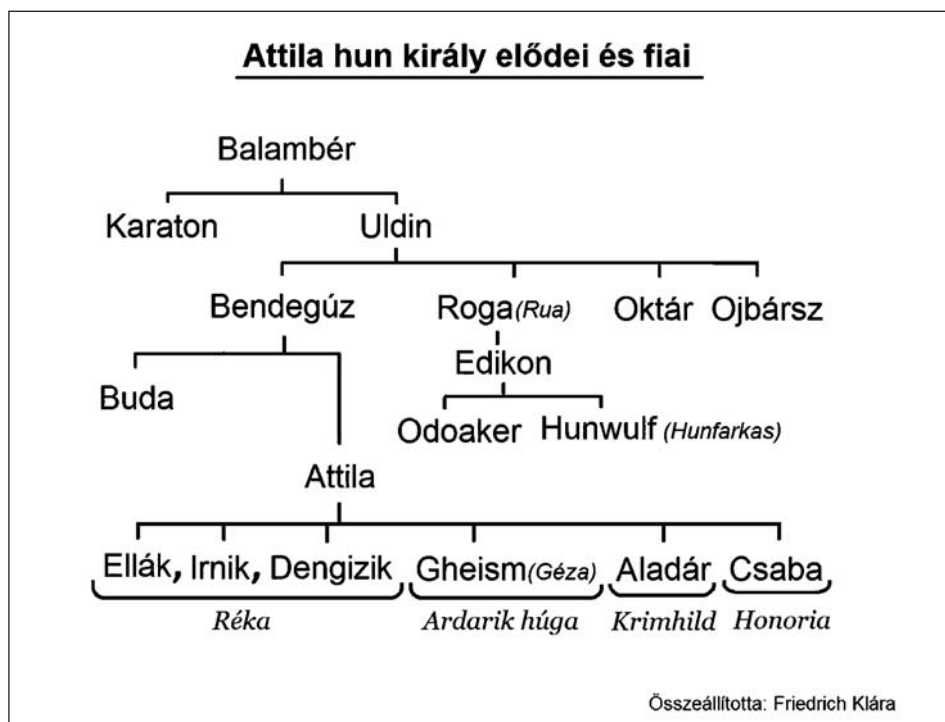 Attila hun király elődei és fiai
Balambér
Karaton Uldin
Bendegúz Roga (Rua) Oktár Ojbársz
Edikon
Buda
Odoaker Hunwulf (Hunfarkas)
Attila
Ellák, Irnik, Dengizik Gheism (Géza) Aladár Csaba
Réka Ardarik húga Krimhild Honoria
Összeállította: Friedrich Klára